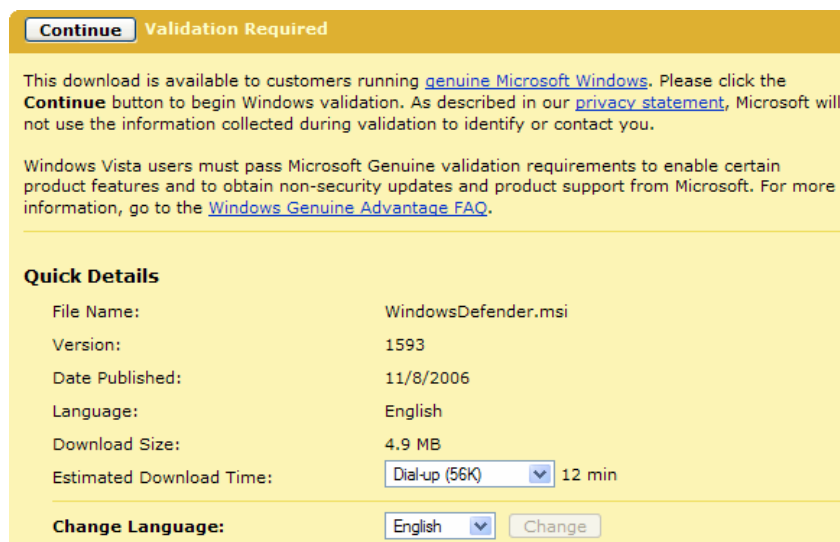 Continue Validation Required
This download is available to customers running genuine Microsoft Windows. Please click the
Continue button to begin Windows validation. As described in our privacy statement, Microsoft will
not use the information collected during validation to identify or contact you.
Windows Vista users must pass Microsoft Genuine validation requirements to enable certain
product features and to obtain non-security updates and product support from Microsoft. For more
information, go to the Windows Genuine Advantage FAQ.
Quick Details
File Name: WindowsDefender.msi
Version: 1593
Date Published: 11/8/2006
Language: English
Download Size: 4.9 MB
Estimated Download Time: Dial-up (56K) 12 min
Change Language: English Change